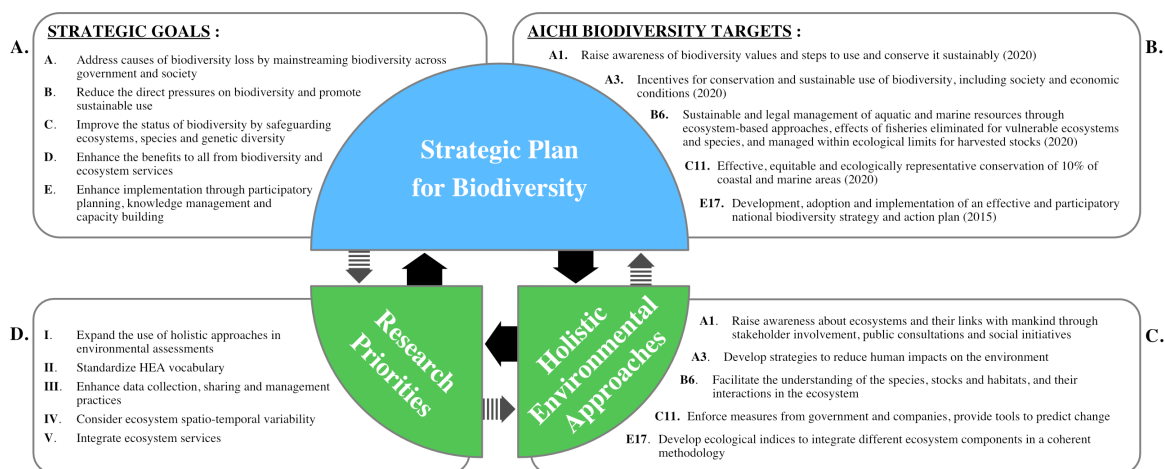 A.
STRATEGIC GOALS :
A. Address causes of biodiversity loss by mainstreaming biodiversity across
government and society
B. Reduce the direct pressures on biodiversity and promote
sustainable use
C. Improve the status of biodiversity by safeguarding
ecosystems, species and genetic diversity
D. Enhance the benefits to all from biodiversity and
ecosystem services
E. Enhance implementation through participatory
planning, knowledge management and
capacity building
B.
AICHI BIODIVERSITY TARGETS :
A1. Raise awareness of biodiversity values and steps to use and conserve it sustainably (2020)
A3. Incentives for conservation and sustainable use of biodiversity, including society and economic
conditions (2020)
B6. Sustainable and legal management of aquatic and marine resources through
ecosystem-based approaches, effects of fisheries eliminated for vulnerable ecosystems
and species, and managed within ecological limits for harvested stocks (2020)
C11. Effective, equitable and ecologically representative conservation of 10% of
coastal and marine areas (2020)
E17. Development, adoption and implementation of an effective and participatory
national biodiversity strategy and action plan (2015)
Strategic Plan
for Biodiversity
Research
Priorities
Holistic
Environmental
Approaches
D.
I. Expand the use of holistic approaches in
environmental assessments
II. Standardize HEA vocabulary
III. Enhance data collection, sharing and management
practices
IV. Consider ecosystem spatio-temporal variability
V. Integrate ecosystem services
C.
A1. Raise awareness about ecosystems and their links with mankind through
stakeholder involvement, public consultations and social initiatives
A3. Develop strategies to reduce human impacts on the environment
B6. Facilitate the understanding of the species, stocks and habitats, and their
interactions in the ecosystem
C11. Enforce measures from government and companies, provide tools to predict change
E17. Develop ecological indices to integrate different ecosystem components in a coherent
methodology